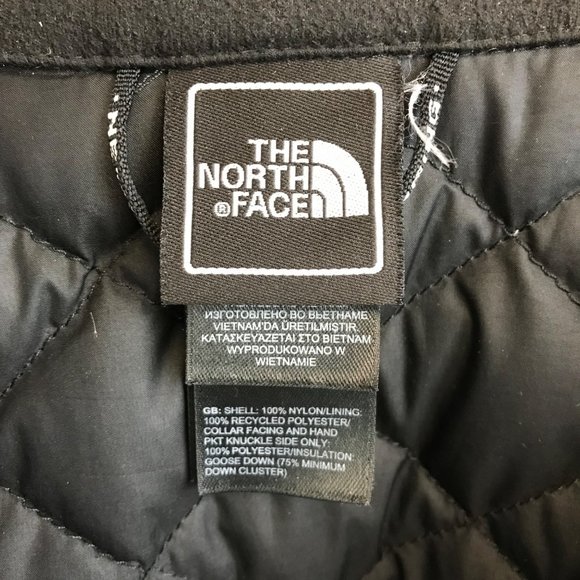 THE
NORTH
®FACE
ИЗГОТОВЛЕНО ВО ВЬЕТНАМЕ
VIETNAM'DA ÜRETILMIŞTIR
ΚΑΤΑΣΚΕΥΑΖΕΤΑΙ ΣΤΟ ΒΙΕΤΝΑΜ
WYPRODUKOWANO W
WIETNAMIE
GB: SHELL: 100% NYLON/LINING:
100% RECYCLED POLYESTER/
COLLAR FACING AND HAND
PKT KNUCKLE SIDE ONLY:
100% POLYESTER/INSULATION:
GOOSE DOWN (75% MINIMUM
DOWN CLUSTER)